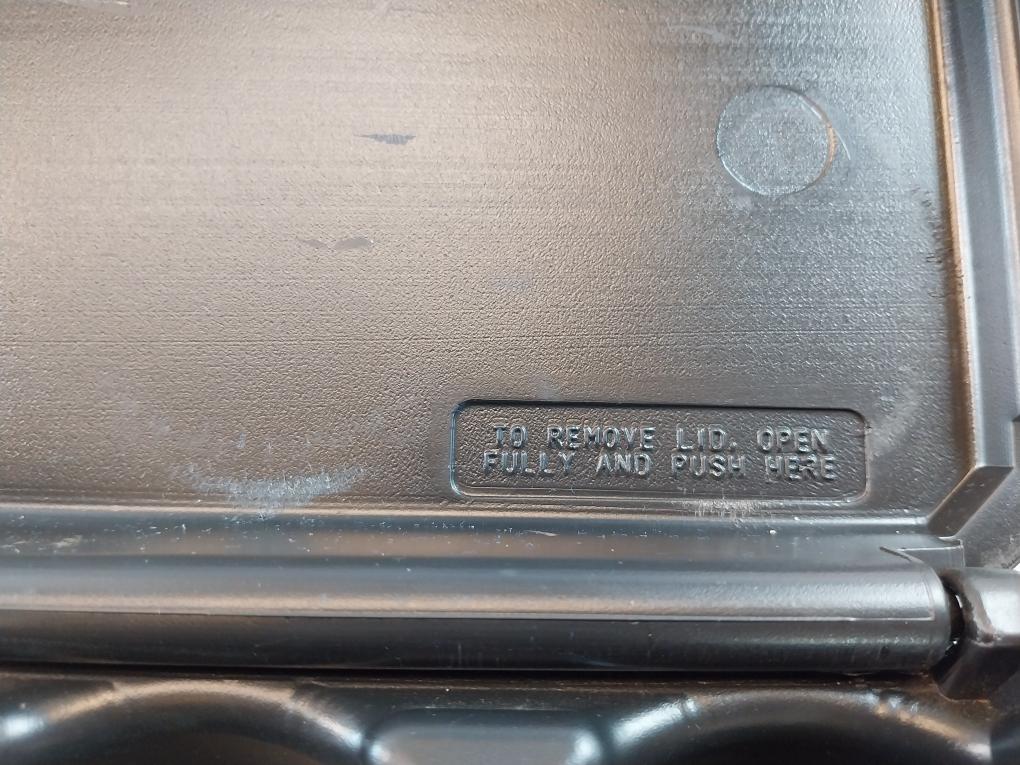 TO REMOVE LID. OPEN
FULLY AND PUSH HERE